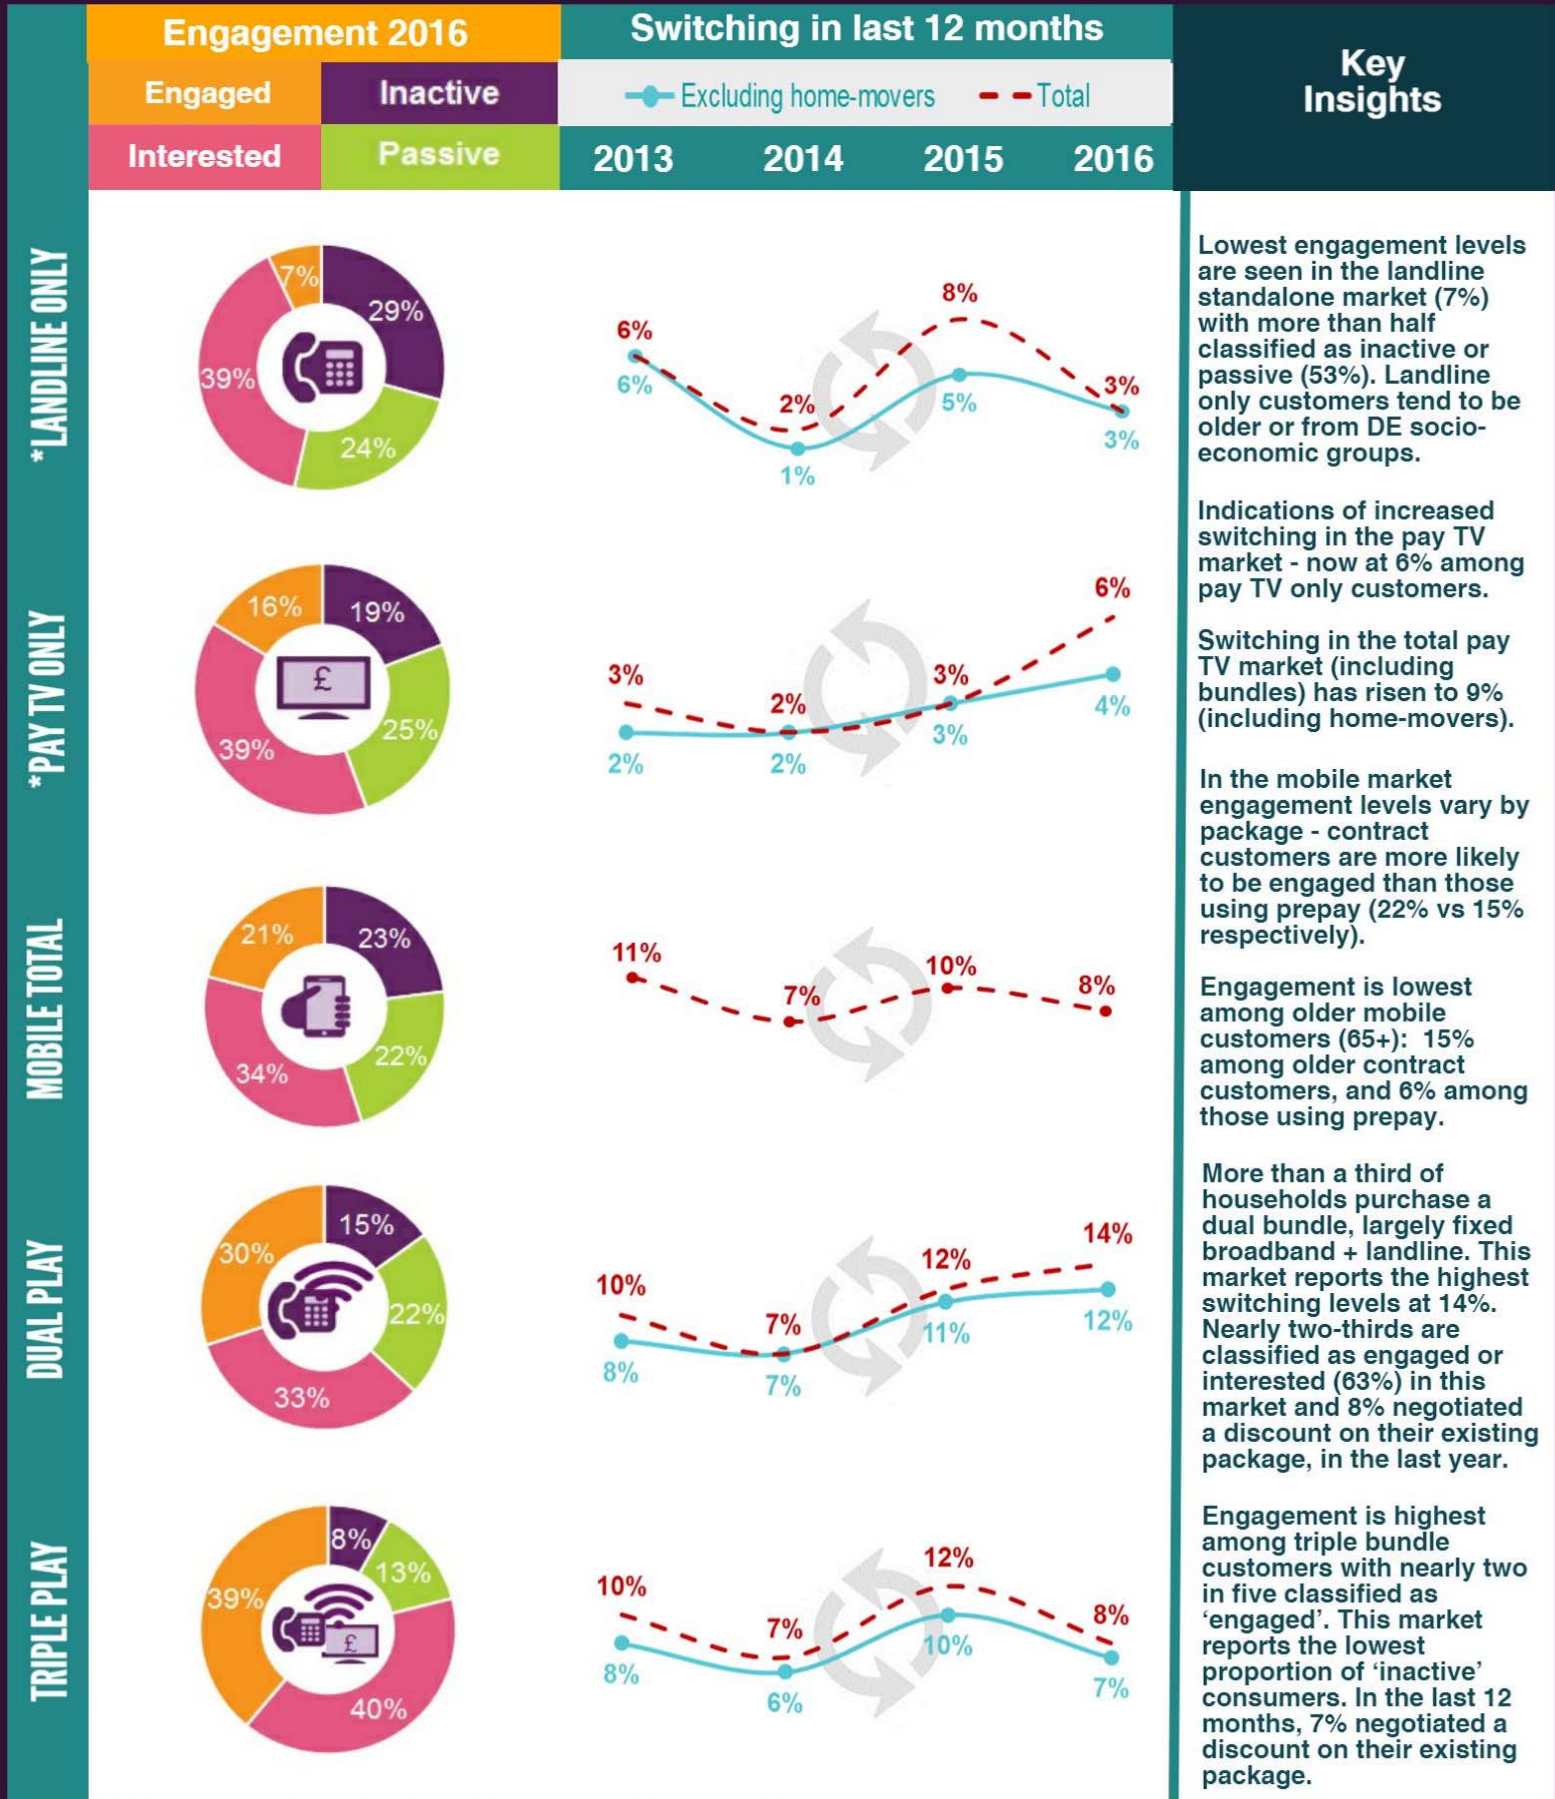 Engagement 2016
Engaged
Inactive
Interested
Passive
Switching in last 12 months
Excluding home-movers
Total
2013
2014
2015
2016
Key
Insights
*LANDLINE ONLY
7%
29%
39%
24%
6%
6%
2%
1%
8%
5%
3%
3%
Lowest engagement levels
are seen in the landline
standalone market (7%)
with more than half
classified as inactive or
passive (53%). Landline
only customers tend to be
older or from DE socio-
economic groups.
*PAY TV ONLY
16%
19%
£
39%
25%
3%
2%
2%
2%
3%
3%
6%
4%
Indications of increased
switching in the pay TV
market - now at 6% among
pay TV only customers.
Switching in the total pay
TV market (including
bundles) has risen to 9%
(including home-movers).
MOBILE TOTAL
21%
23%
34%
22%
11%
7%
10%
8%
In the mobile market
engagement levels vary by
package - contract
customers are more likely
to be engaged than those
using prepay (22% vs 15%
respectively).
Engagement is lowest
among older mobile
customers (65+): 15%
among older contract
customers, and 6% among
those using prepay.
DUAL PLAY
30%
15%
22%
33%
10%
8%
7%
7%
12%
11%
14%
12%
More than a third of
households purchase a
dual bundle, largely fixed
broadband + landline. This
market reports the highest
switching levels at 14%.
Nearly two-thirds are
classified as engaged or
interested (63%) in this
market and 8% negotiated
a discount on their existing
package, in the last year.
TRIPLE PLAY
8%
13%
39%
£
40%
10%
8%
7%
6%
12%
10%
8%
7%
Engagement is highest
among triple bundle
customers with nearly two
in five classified as
‘engaged’. This market
reports the lowest
proportion of ‘inactive’
consumers. In the last 12
months, 7% negotiated a
discount on their existing
package.